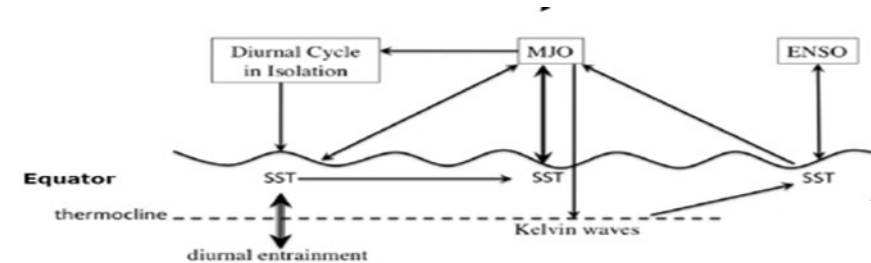 Diurnal Cycle
in Isolation
MJO
ENSO
Equator
SST
SST
SST
thermocline
Kelvin waves
diurnal entrainment